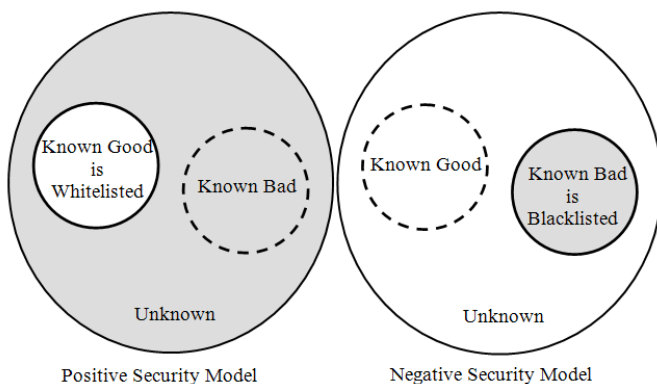 Known Good
is
Whitelisted
Known Bad
Unknown
Positive Security Model
Known Good
Known Bad
is
Blacklisted
Unknown
Negative Security Model